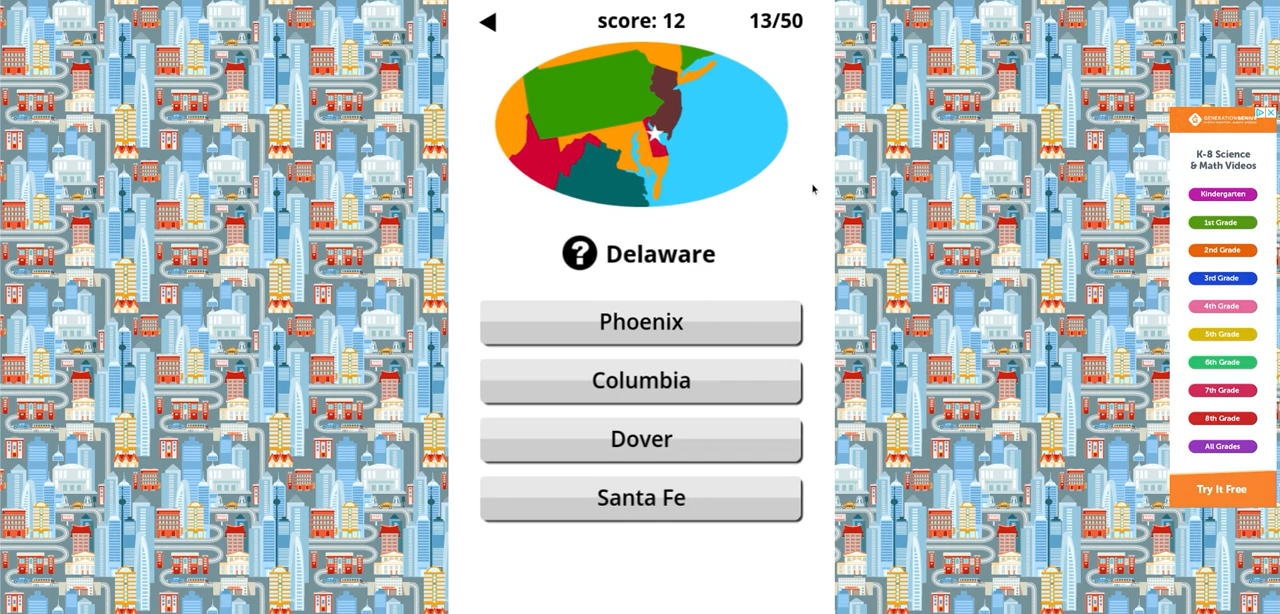 score: 12
13/50
? Delaware
Phoenix
Columbia
Dover
Santa Fe
K-8 Science
& Math Videos
Kindergarten
1st Grade
2nd Grade
3rd Grade
4th Grade
5th Grade
6th Grade
7th Grade
8th Grade
All Grades
Try It Free